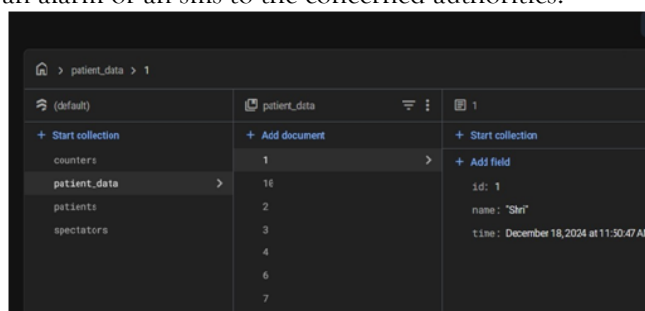 an alarm or an sms to the concerned authorities.
patient_data > 1
(default)
patient_data
1
+ Start collection
+ Add document
+ Start collection
counters
1
+ Add field
patient_data
16
id: 1
patients
2
name: "Shri"
spectators
3
time: December 18, 2024 at 11:50:47 AM
4
6
7